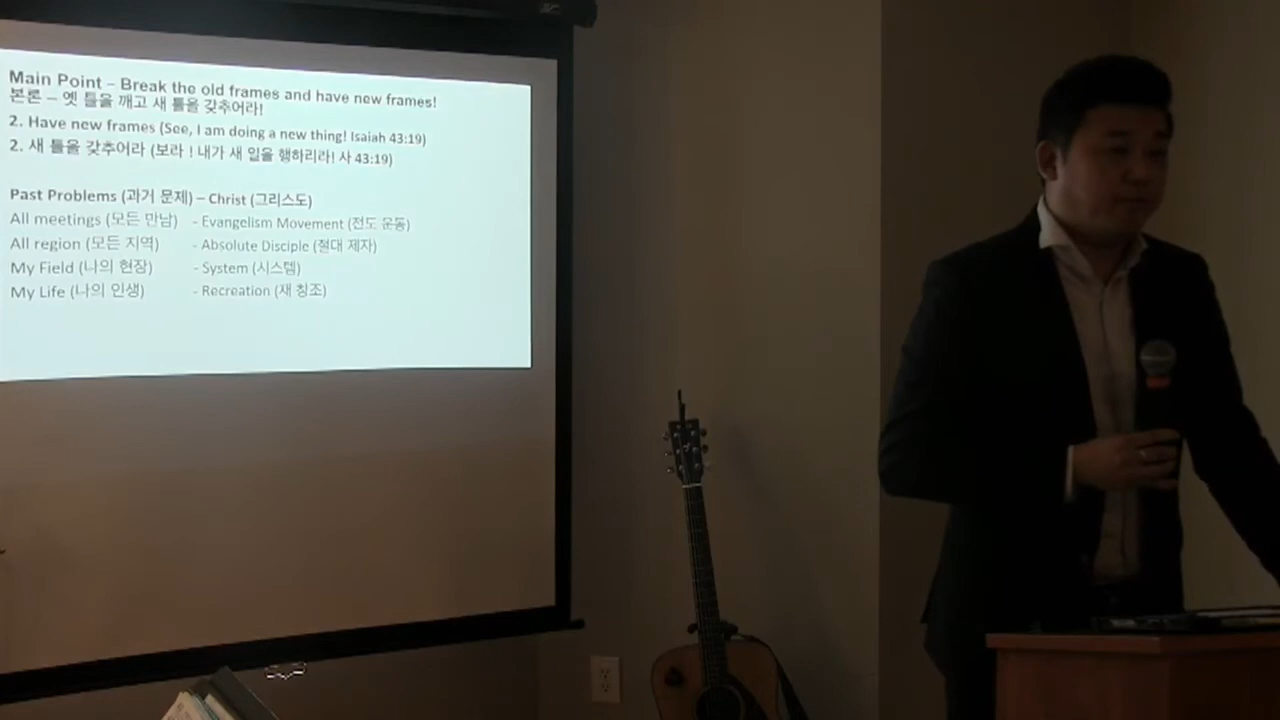 Main Point – Break the old frames and have new frames!
본론 – 옛 틀을 깨고 새 틀을 갖추어라!
2. Have new frames (See, I am doing a new thing! Isaiah 43:19)
2. 새 틀을 갖추어라 (보라 ! 내가 새 일을 행하리라! 사 43:19)
Past Problems (과거 문제) – Christ (그리스도)
All meetings (모든 만남) - Evangelism Movement (전도 운동)
All region (모든 지역) - Absolute Disciple (절대 제자)
My Field (나의 현장) - System (시스템)
My Life (나의 인생) - Recreation (재 창조)